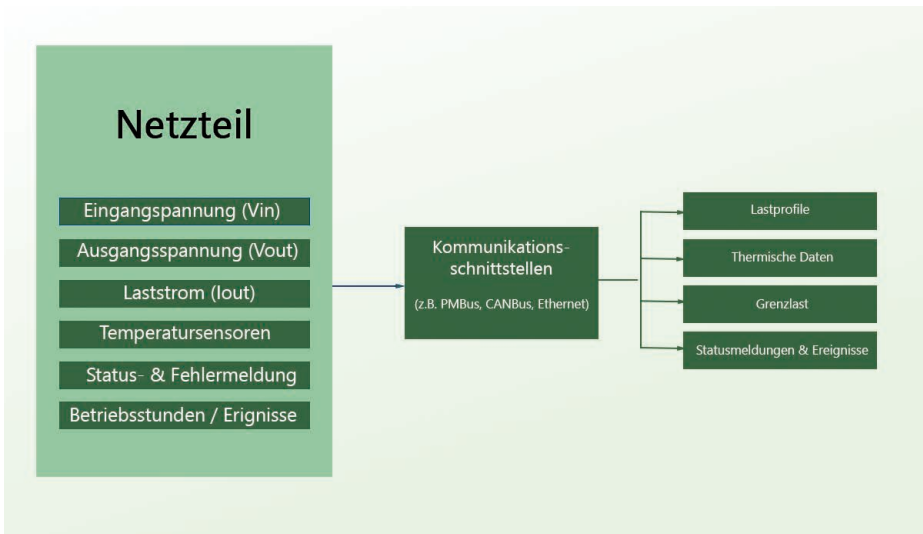 Netzteil
Eingangspannung (Vin)
Ausgangsspannung (Vout)
Laststrom (Iout)
Temperatursensoren
Status- & Fehlermeldung
Betriebsstunden / Erignisse
Kommunikations-
schnittstellen
(z.B. PMBus, CANBus, Ethernet)
Lastprofile
Thermische Daten
Grenzlast
Statusmeldungen & Ereignisse